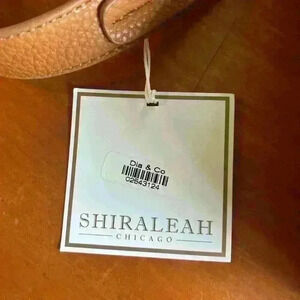 Dia & Co
02643124
SHIRALEAH
CHICAGO